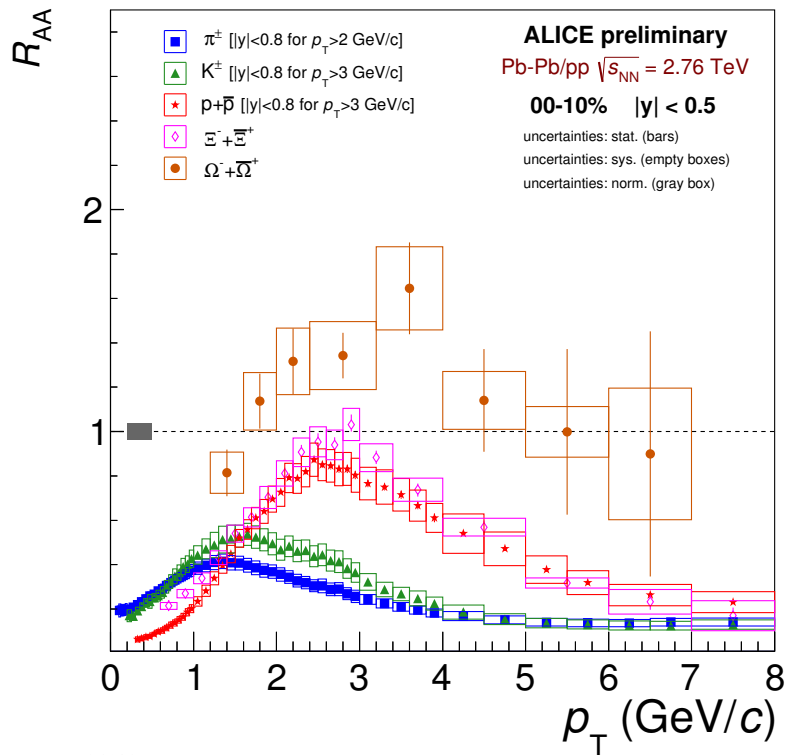 R_AA
π± [|y|<0.8 for p_T>2 GeV/c]
K± [|y|<0.8 for p_T>3 GeV/c]
p+p̅ [|y|<0.8 for p_T>3 GeV/c]
Ξ⁻+Ξ̅⁺
Ω⁻+Ω̅⁺
ALICE preliminary
Pb-Pb/pp √s_NN = 2.76 TeV
00-10% |y| < 0.5
uncertainties: stat. (bars)
uncertainties: sys. (empty boxes)
uncertainties: norm. (gray box)
2
1
0 1 2 3 4 5 6 7 8
p_T (GeV/c)